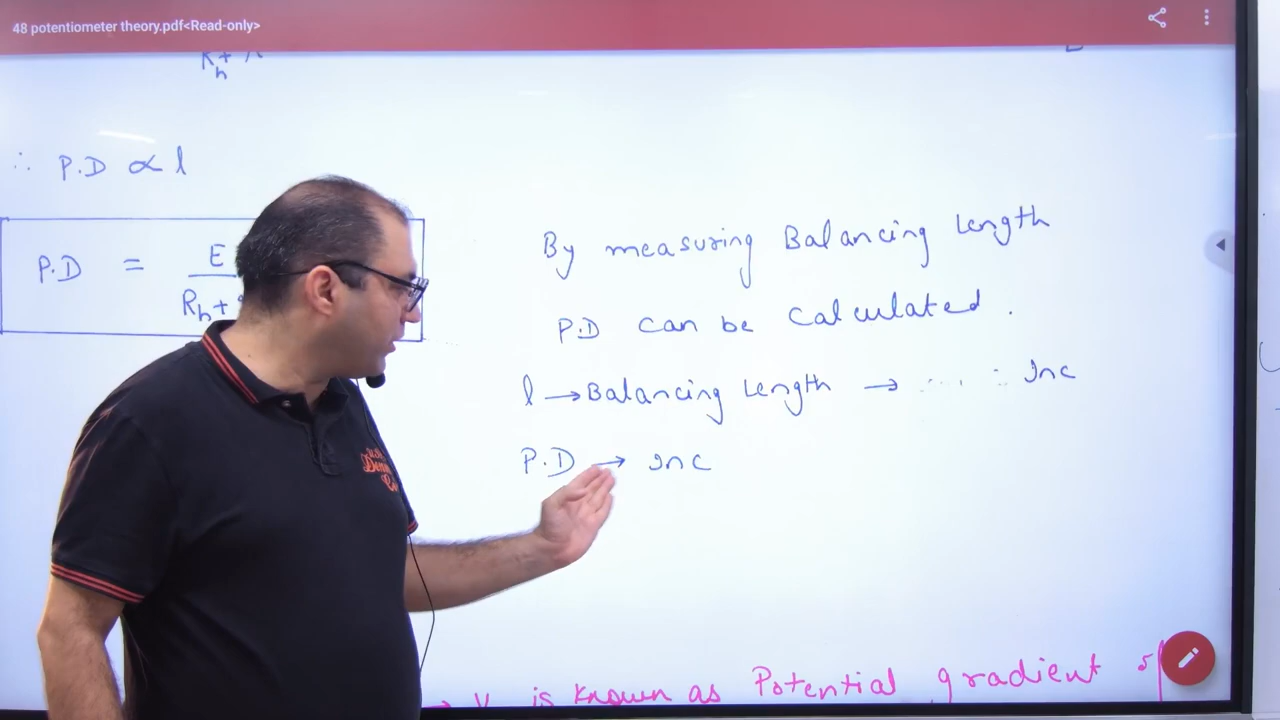 48 potentiometer theory.pdf<Read-only>
∴ P.D ∝ l
P.D = E
R_h+
By measuring Balancing Length
P.D can be calculated .
l → Balancing Length → Inc
P.D → Inc
→ V is known as Potential gradient